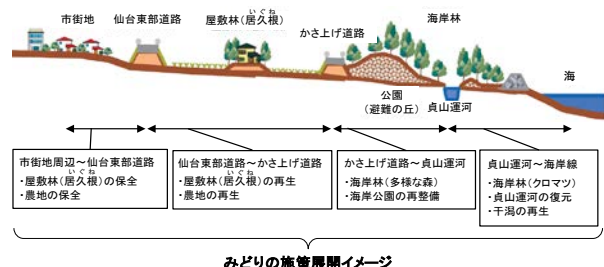 市街地
仙台東部道路
屋敷林(居久根)
いぐね
かさ上げ道路
海岸林
海
公園
(避難の丘)
貞山運河
市街地周辺~仙台東部道路
・屋敷林(居久根)の保全
いぐね
・農地の保全
仙台東部道路~かさ上げ道路
・屋敷林(居久根)の再生
いぐね
・農地の再生
かさ上げ道路~貞山運河
・海岸林(多様な森)
・海岸公園の再整備
貞山運河~海岸線
・海岸林(クロマツ)
・貞山運河の復元
・干潟の再生
みどりの施策展開イメージ